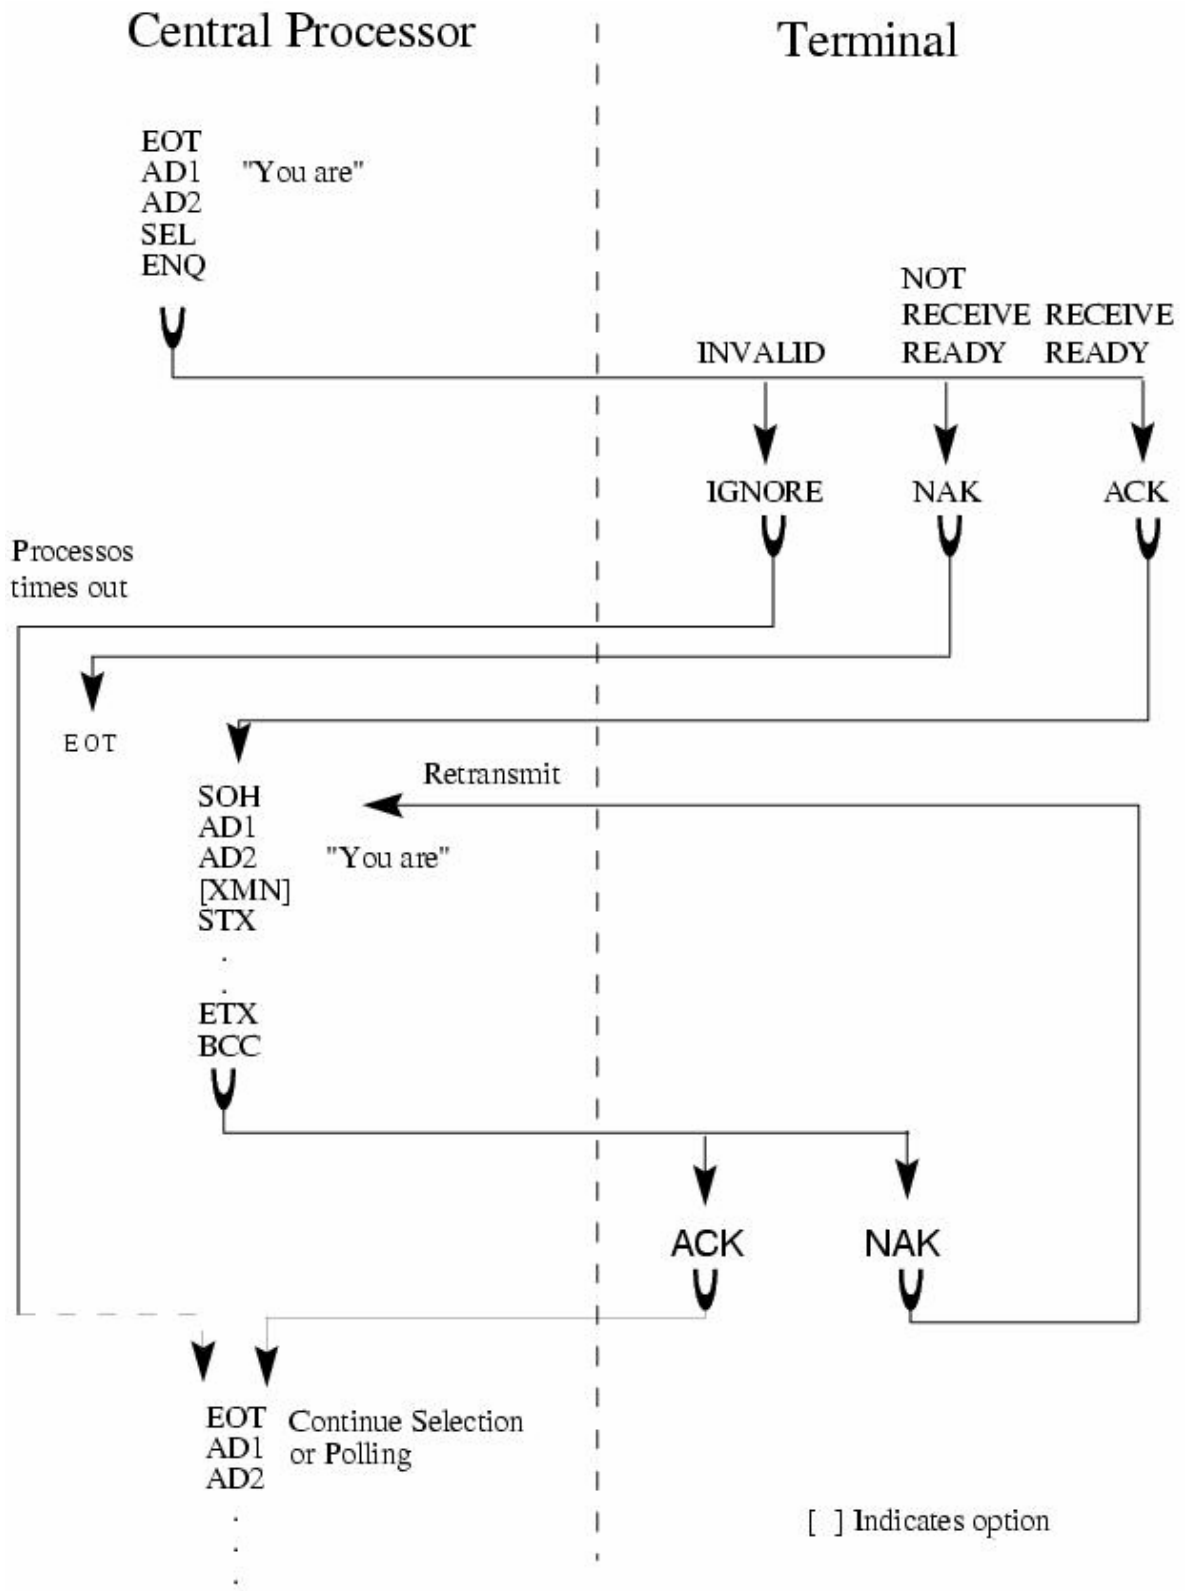 Central Processor
Terminal
EOT
AD1 "You are"
AD2
SEL
ENQ
INVALID
NOT
RECEIVE
READY
RECEIVE
READY
IGNORE
NAK
ACK
Processos
times out
EOT
Retransmit
SOH
AD1
AD2 "You are"
[XMN]
STX
.
.
ETX
BCC
ACK
NAK
EOT
AD1
AD2
Continue Selection
or Polling
.
.
.
[ ] Indicates option